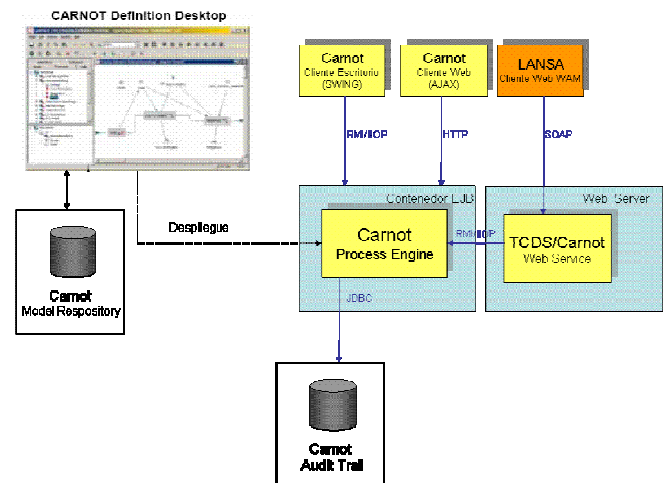 CARNOT Definition Desktop
Carnot
Cliente Escritorio
(SWING)
Carnot
Cliente Web
(AJAX)
LANSA
Cliente Web WAM
RMI/IIOP
HTTP
SOAP
Contenedor EJB
Web Server
Despliegue
Carnot
Process Engine
RMI/IIOP
TCDS/Carnot
Web Service
Carnot
Model Respository
JDBC
Carnot
Audit Trail